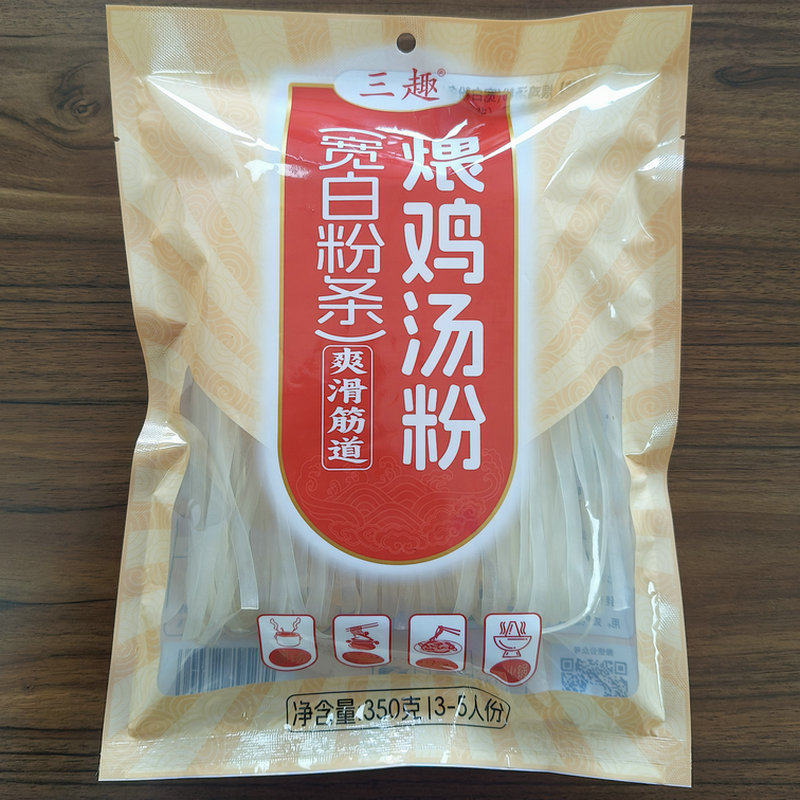 三趣®
煨鸡汤粉
(宽白粉条)
爽滑筋道
净含量:350克 | 3-5人份